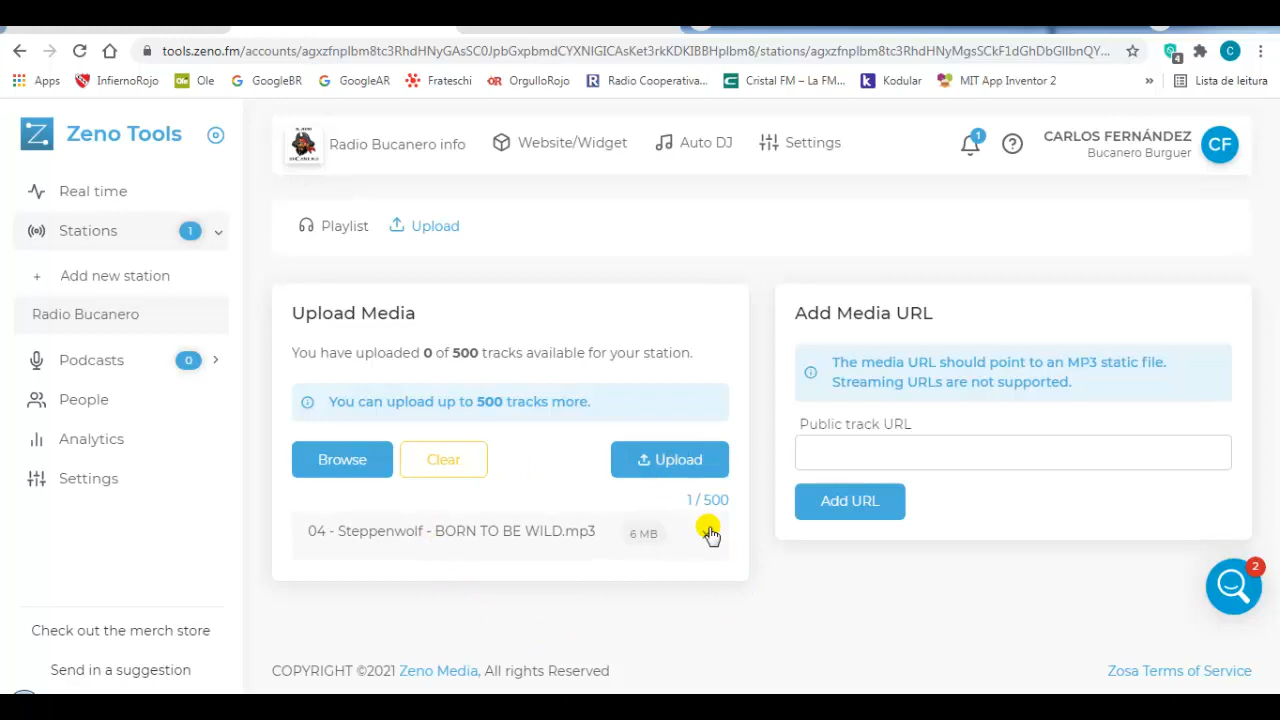 tools.zeno.fm/accounts/agxzfnplbm8tc3RhdHNyGAsSC0JpbGxpbmdCYXNlGICAsKet3rkKDKIBBHplbm8/stations/agxzfnplbm8tc3RhdHNyMgsSCkF1dGhDbGllbnQY...
Apps InfiernoRojo Ole GoogleBR GoogleAR Frateschi OrgulloRojo Radio Cooperativa... Cristal FM – La FM... Kodular MIT App Inventor 2 » Lista de leitura
Zeno Tools
Radio Bucanero info
Website/Widget
Auto DJ
Settings
1
CARLOS FERNÁNDEZ
Bucanero Burguer
CF
Real time
Stations 1
Add new station
Radio Bucanero
Podcasts 0
People
Analytics
Settings
Check out the merch store
Send in a suggestion
Playlist
Upload
Upload Media
You have uploaded 0 of 500 tracks available for your station.
You can upload up to 500 tracks more.
Browse
Clear
Upload
1 / 500
04 - Steppenwolf - BORN TO BE WILD.mp3
6 MB
Add Media URL
The media URL should point to an MP3 static file.
Streaming URLs are not supported.
Public track URL
Add URL
2
COPYRIGHT ©2021 Zeno Media, All rights Reserved
Zosa Terms of Service